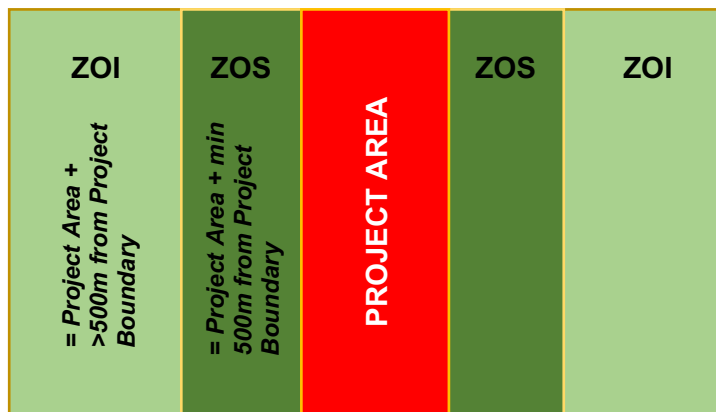 ZOI
= Project Area +
>500m from Project
Boundary
ZOS
= Project Area + min
500m from Project
Boundary
PROJECT AREA
ZOS
ZOI